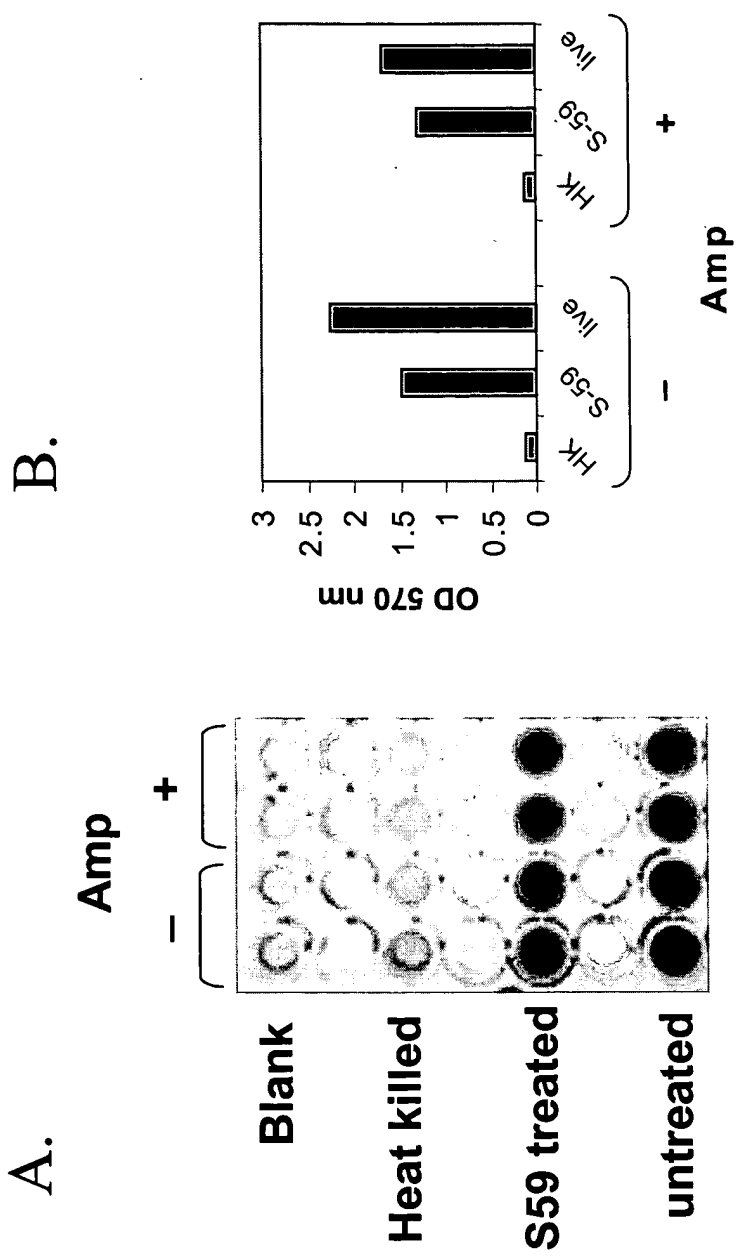 A.
Amp
− +
Blank
Heat killed
S59 treated
untreated
B.
OD 570 nm
3
2.5
2
1.5
1
0.5
0
HK S-59 live HK S-59 live
− +
Amp